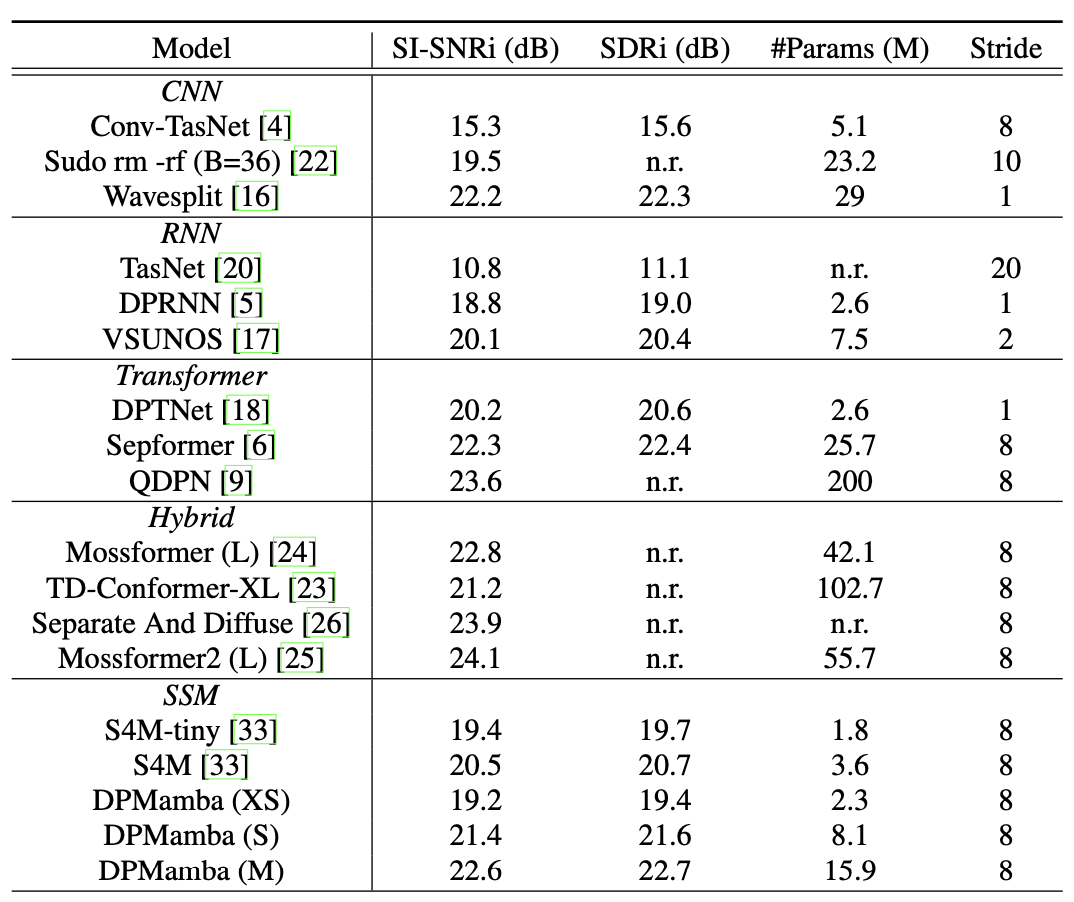 Model SI-SNRi (dB) SDRi (dB) #Params (M) Stride
CNN
Conv-TasNet [4] 15.3 15.6 5.1 8
Sudo rm -rf (B=36) [22] 19.5 n.r. 23.2 10
Wavesplit [16] 22.2 22.3 29 1
RNN
TasNet [20] 10.8 11.1 n.r. 20
DPRNN [5] 18.8 19.0 2.6 1
VSUNOS [17] 20.1 20.4 7.5 2
Transformer
DPTNet [18] 20.2 20.6 2.6 1
Sepformer [6] 22.3 22.4 25.7 8
QDPN [9] 23.6 n.r. 200 8
Hybrid
Mossformer (L) [24] 22.8 n.r. 42.1 8
TD-Conformer-XL [23] 21.2 n.r. 102.7 8
Separate And Diffuse [26] 23.9 n.r. n.r. 8
Mossformer2 (L) [25] 24.1 n.r. 55.7 8
SSM
S4M-tiny [33] 19.4 19.7 1.8 8
S4M [33] 20.5 20.7 3.6 8
DPMamba (XS) 19.2 19.4 2.3 8
DPMamba (S) 21.4 21.6 8.1 8
DPMamba (M) 22.6 22.7 15.9 8